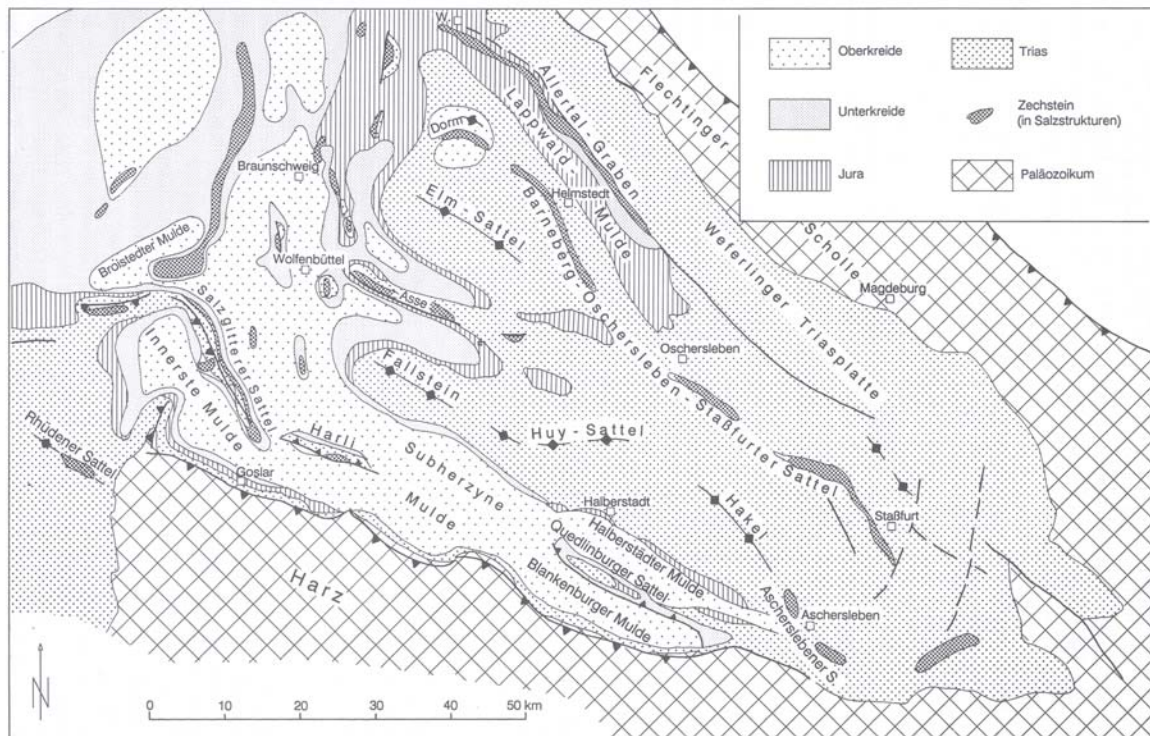 Oberkreide
Trias
Unterkreide
Zechstein
(in Salzstrukturen)
Jura
Paläozoikum
W.
Allertal-Graben
Flechtinger
Scholle
Lappwald-Mulde
Dorm
Braunschweig
Helmstedt
Elm-Sattel
Barneberg-Oschersleben-Staßfurter Sattel
Weferlinger Triasplatte
Broistedter Mulde
Wolfenbüttel
Magdeburg
Asse
Salzgitterer Sattel
Oschersleben
Innerste Mulde
Fallstein
Huy-Sattel
Rhüdener Sattel
Harli
Goslar
Subherzyne
Mulde
Halberstadt
Hakel
Staßfurt
Halberstädter Mulde
Quedlinburger Sattel
Blankenburger Mulde
Harz
Aschersleben
Ascherslebener S.
N
0 10 20 30 40 50 km